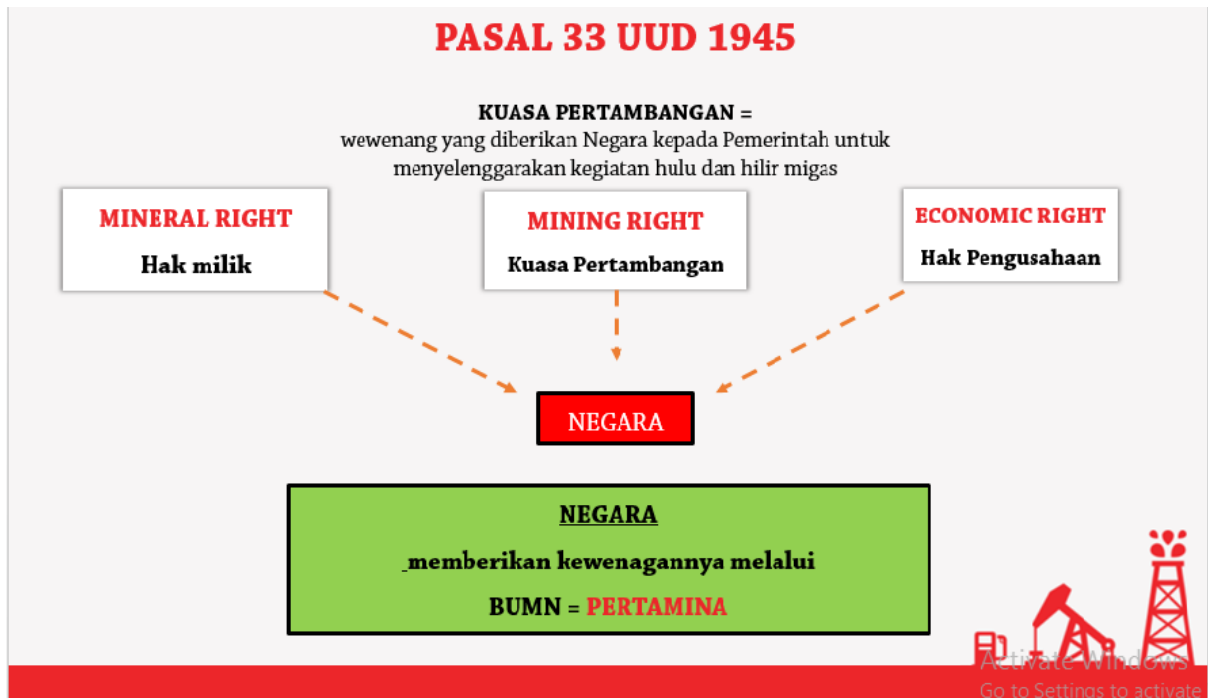 PASAL 33 UUD 1945
KUASA PERTAMBANGAN =
wewenang yang diberikan Negara kepada Pemerintah untuk
menyelenggarakan kegiatan hulu dan hilir migas
MINERAL RIGHT
Hak milik
MINING RIGHT
Kuasa Pertambangan
ECONOMIC RIGHT
Hak Pengusahaan
NEGARA
NEGARA
memberikan kewenagannya melalui
BUMN = PERTAMINA
Activate Windows
Go to Settings to activate